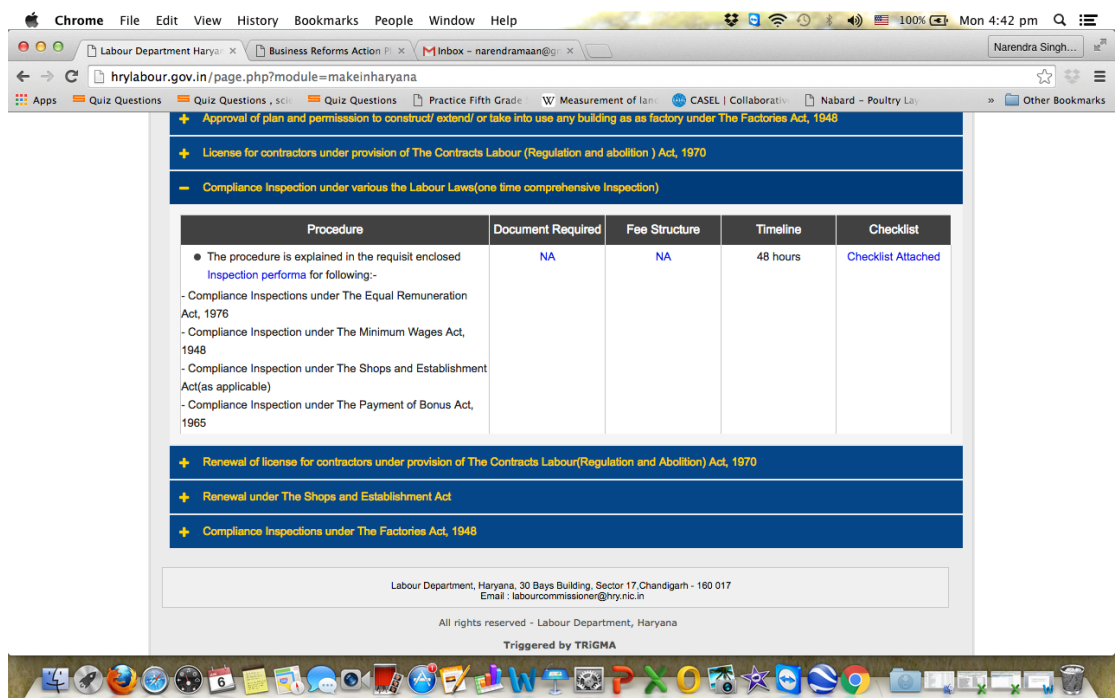 Chrome File Edit View History Bookmarks People Window Help 100% Mon 4:42 pm
Labour Department Haryan × Business Reforms Action Pl × Inbox - narendramaan@gm × Narendra Singh...
hrylabour.gov.in/page.php?module=makeinharyana
Apps Quiz Questions Quiz Questions , scie Quiz Questions Practice Fifth Grade W Measurement of land CASEL | Collaborativ Nabard - Poultry Lay » Other Bookmarks
+ Approval of plan and permisssion to construct/ extend/ or take into use any building as as factory under The Factories Act, 1948
+ License for contractors under provision of The Contracts Labour (Regulation and abolition ) Act, 1970
– Compliance Inspection under various the Labour Laws(one time comprehensive Inspection)
Procedure Document Required Fee Structure Timeline Checklist
● The procedure is explained in the requisit enclosed NA NA 48 hours Checklist Attached
Inspection performa for following:-
- Compliance Inspections under The Equal Remuneration
Act, 1976
- Compliance Inspection under The Minimum Wages Act,
1948
- Compliance Inspection under The Shops and Establishment
Act(as applicable)
- Compliance Inspection under The Payment of Bonus Act,
1965
+ Renewal of license for contractors under provision of The Contracts Labour(Regulation and Abolition) Act, 1970
+ Renewal under The Shops and Establishment Act
+ Compliance Inspections under The Factories Act, 1948
Labour Department, Haryana, 30 Bays Building, Sector 17,Chandigarh - 160 017
Email : labourcommissioner@hry.nic.in
All rights reserved - Labour Department, Haryana
Triggered by TRiGMA
6